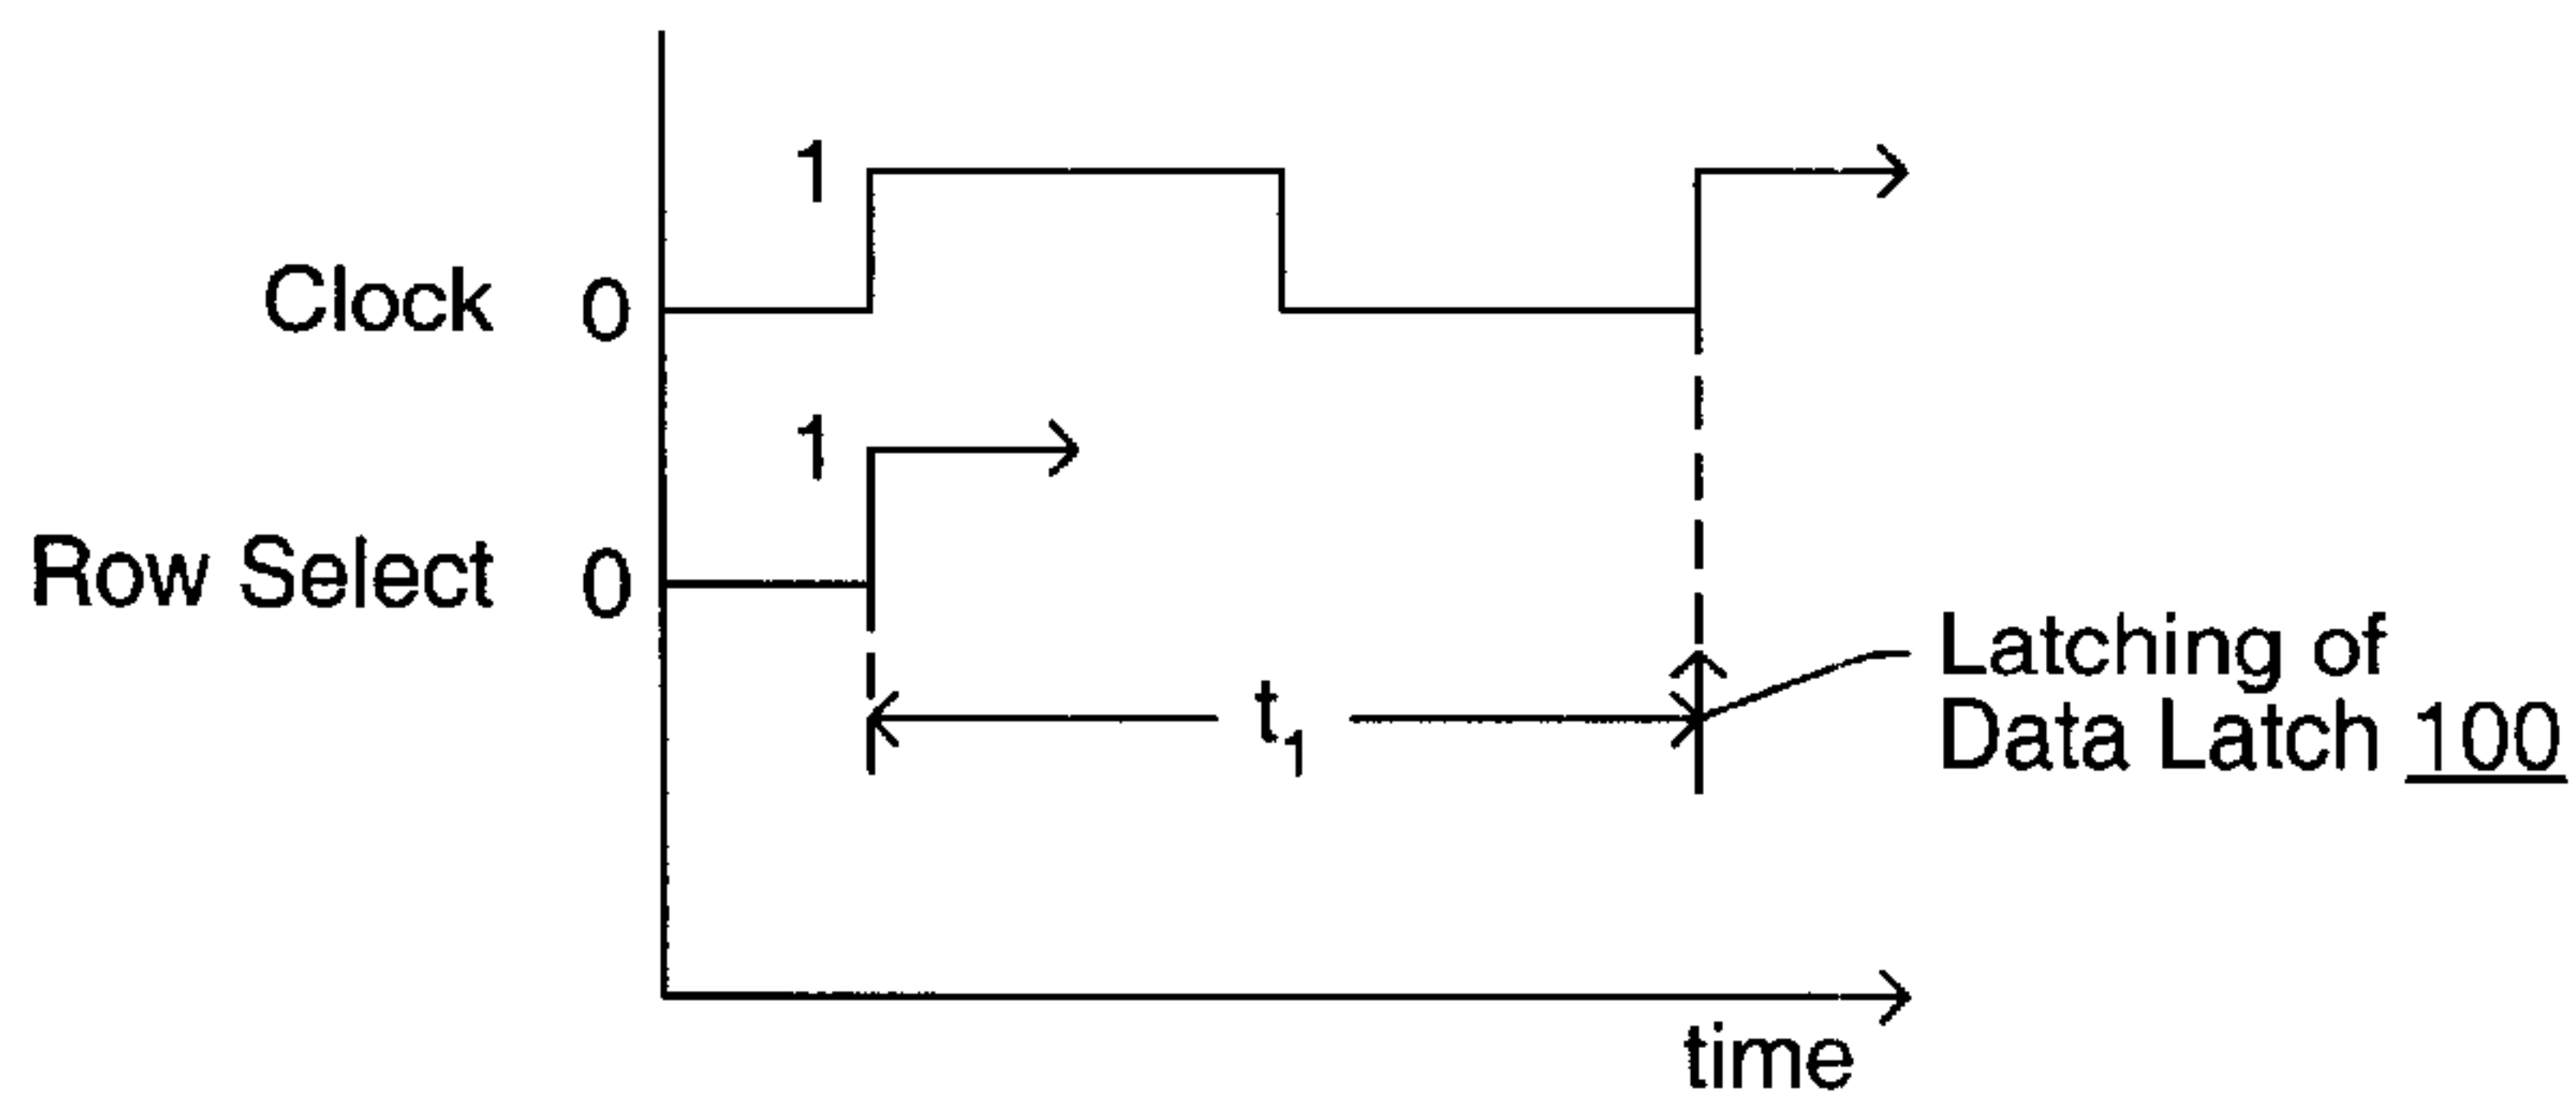 1
Clock 0
1
Row Select 0
t₁
Latching of
Data Latch 100
time